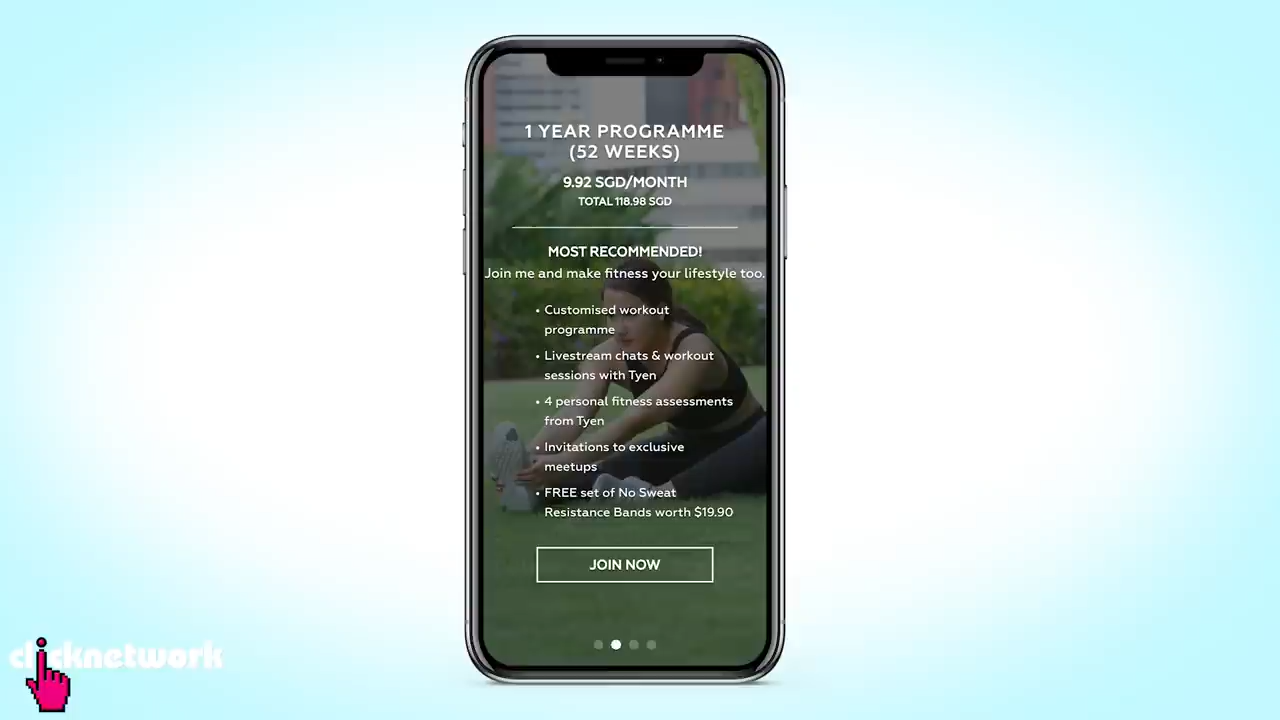 1 YEAR PROGRAMME
(52 WEEKS)
9.92 SGD/MONTH
TOTAL 118.98 SGD
MOST RECOMMENDED!
Join me and make fitness your lifestyle too.
• Customised workout
programme
• Livestream chats & workout
sessions with Tyen
• 4 personal fitness assessments
from Tyen
• Invitations to exclusive
meetups
• FREE set of No Sweat
Resistance Bands worth $19.90
JOIN NOW
clicknetwork